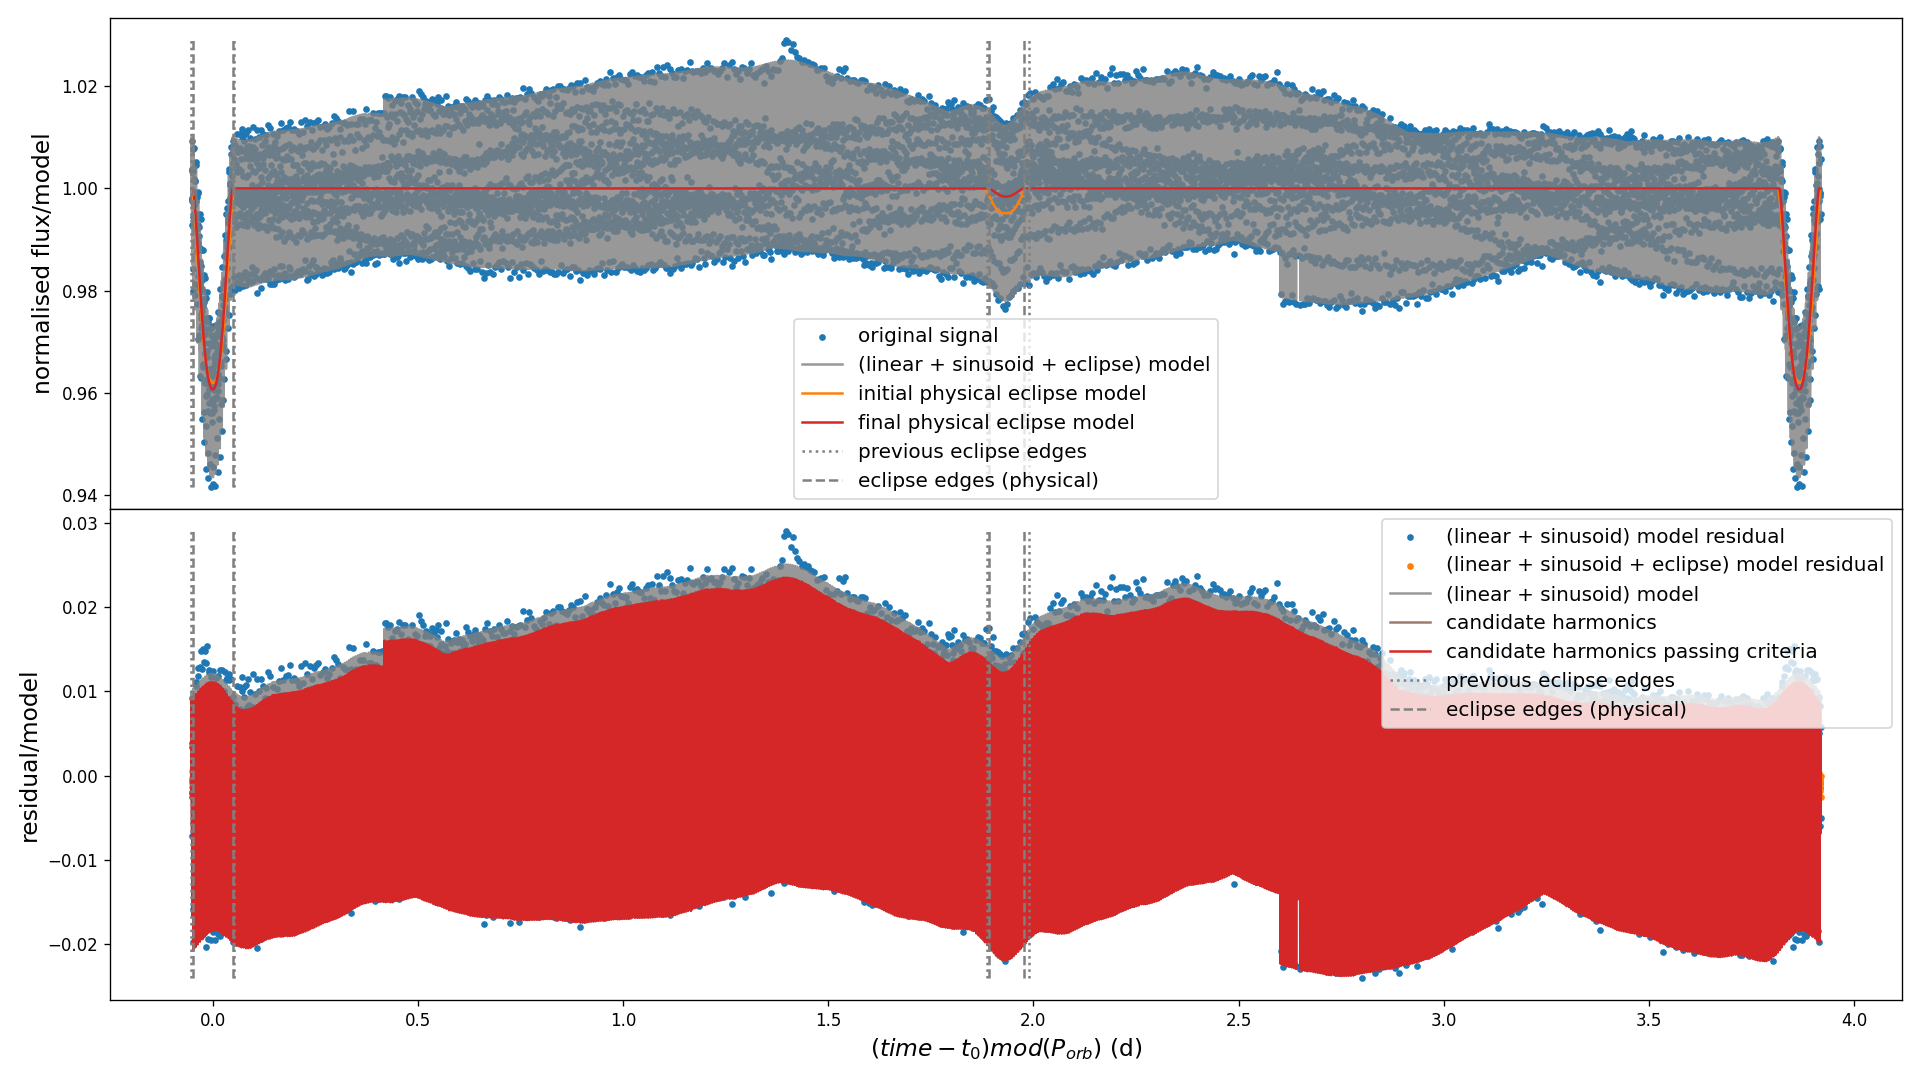 normalised flux/model
1.02
1.00
0.98
0.96
0.94
original signal
(linear + sinusoid + eclipse) model
initial physical eclipse model
final physical eclipse model
previous eclipse edges
eclipse edges (physical)
residual/model
0.03
0.02
0.01
0.00
−0.01
−0.02
(linear + sinusoid) model residual
(linear + sinusoid + eclipse) model residual
(linear + sinusoid) model
candidate harmonics
candidate harmonics passing criteria
previous eclipse edges
eclipse edges (physical)
0.0 0.5 1.0 1.5 2.0 2.5 3.0 3.5 4.0
(time − t₀)mod(Pₒᵣb) (d)